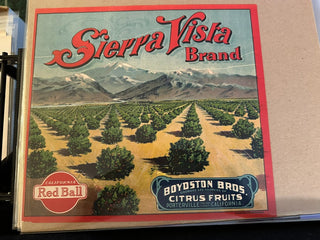 Sierra Vista
Brand
CALIFORNIA
Red Ball
BOYDSTON BROS.
CITRUS FRUITS
PORTERVILLE CALIFORNIA